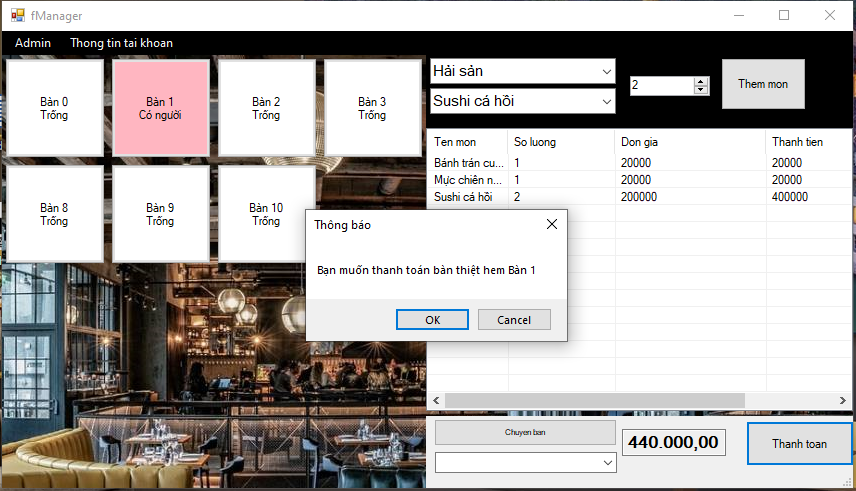 fManager
Admin Thong tin tai khoan
Bàn 0
Trống
Bàn 1
Có người
Bàn 2
Trống
Bàn 3
Trống
Bàn 8
Trống
Bàn 9
Trống
Bàn 10
Trống
Hải sản
Sushi cá hồi
2
Them mon
Ten mon So luong Don gia Thanh tien
Bánh trán cu... 1 20000 20000
Mực chiên n... 1 20000 20000
Sushi cá hồi 2 200000 400000
Thông báo
Bạn muốn thanh toán bàn thiệt hem Bàn 1
OK Cancel
Chuyen ban
440.000,00
Thanh toan